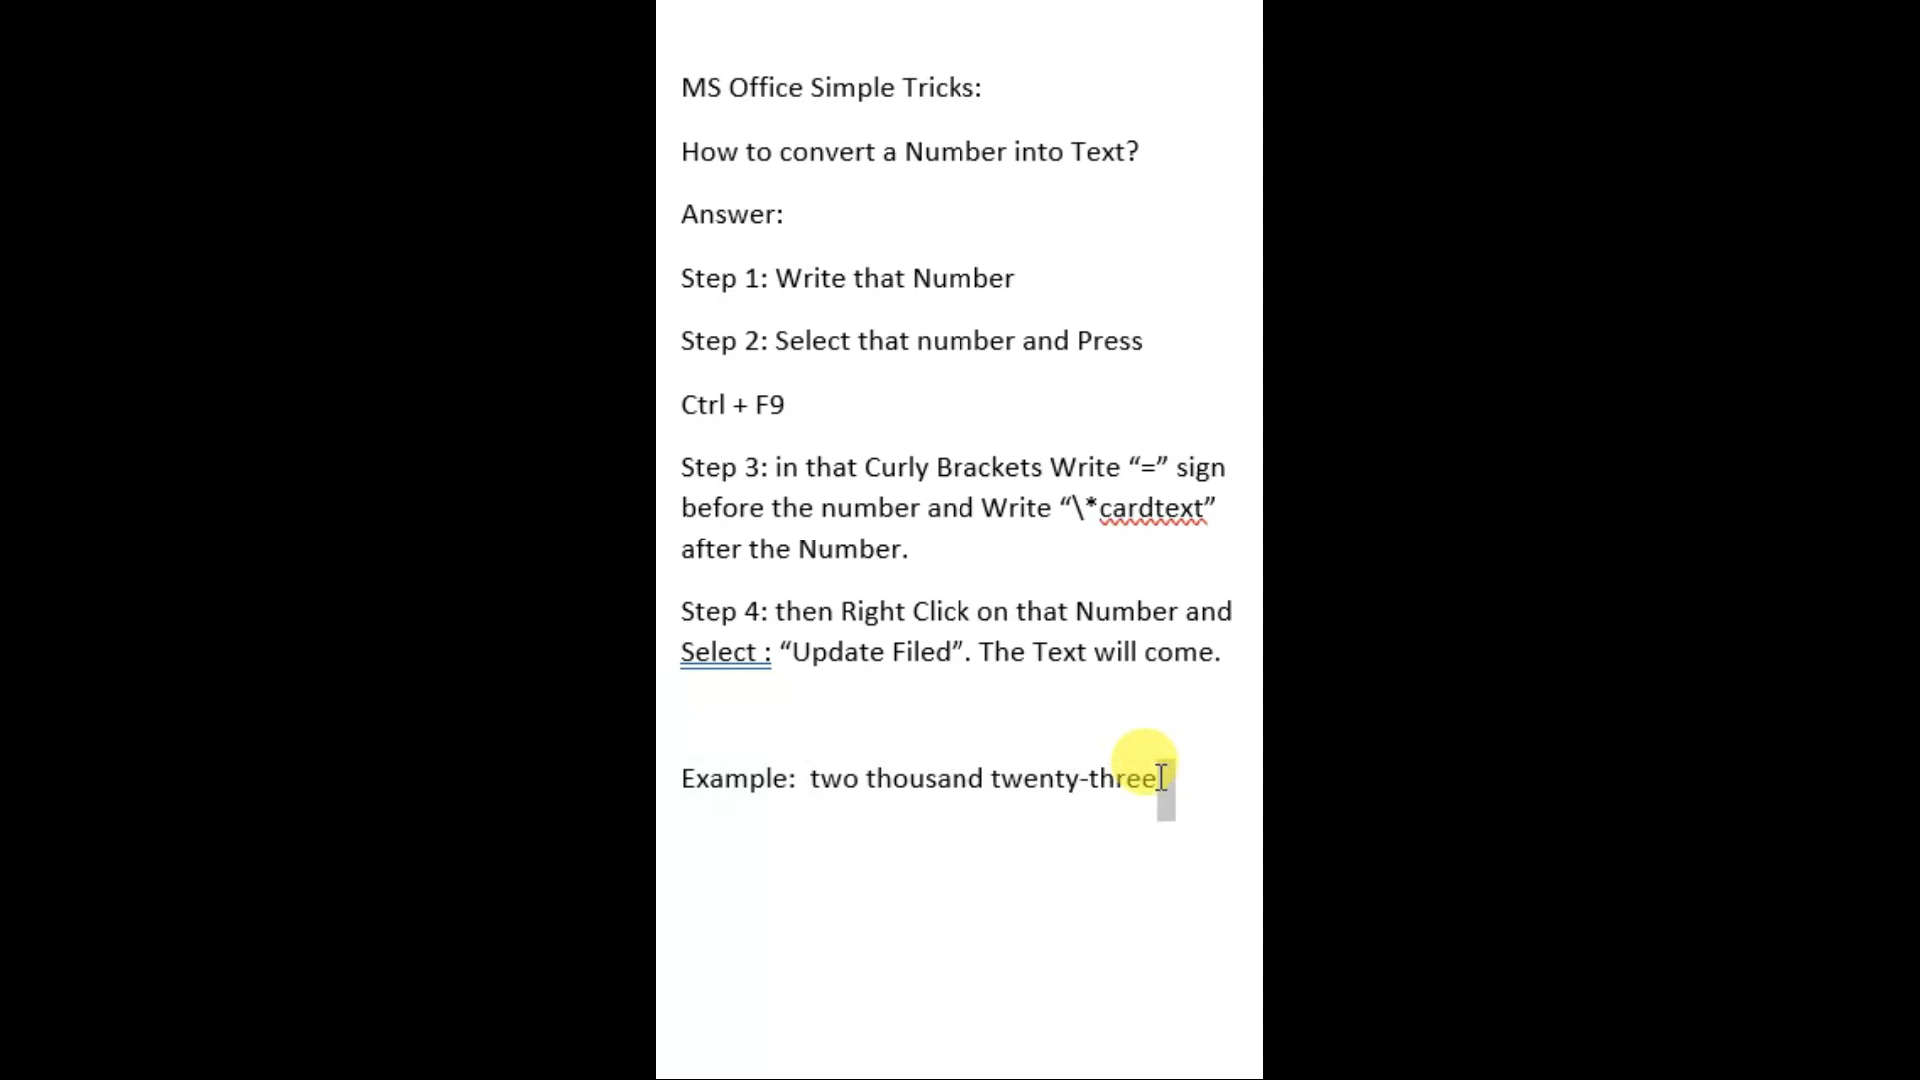 MS Office Simple Tricks:
How to convert a Number into Text?
Answer:
Step 1: Write that Number
Step 2: Select that number and Press
Ctrl + F9
Step 3: in that Curly Brackets Write “=” sign
before the number and Write “\*cardtext”
after the Number.
Step 4: then Right Click on that Number and
Select : “Update Filed”. The Text will come.
Example:  two thousand twenty-three